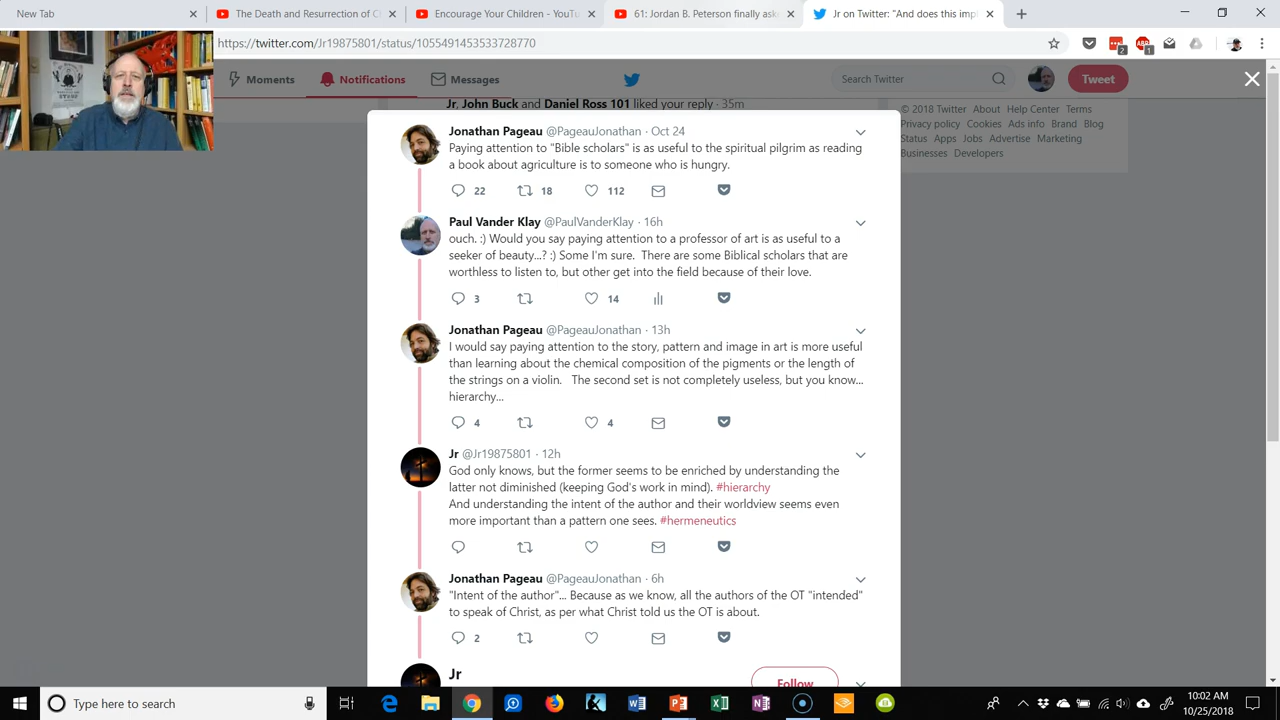 New Tab
The Death and Resurrection of C
Encourage Your Children - YouTu
61: Jordan B. Peterson finally aske
Jr on Twitter: "And does this imp
https://twitter.com/Jr19875801/status/1055491453533728770
2
1
Moments
Notifications
Messages
Search Twitter
Tweet
Jr, John Buck and Daniel Ross 101 liked your reply · 35m
© 2018 Twitter About Help Center Terms
Privacy policy Cookies Ads info Brand Blog
Status Apps Jobs Advertise Marketing
Businesses Developers
Jonathan Pageau @PageauJonathan · Oct 24
Paying attention to "Bible scholars" is as useful to the spiritual pilgrim as reading
a book about agriculture is to someone who is hungry.
22 18 112
Paul Vander Klay @PaulVanderKlay · 16h
ouch. :) Would you say paying attention to a professor of art is as useful to a
seeker of beauty...? :) Some I'm sure. There are some Biblical scholars that are
worthless to listen to, but other get into the field because of their love.
3 14
Jonathan Pageau @PageauJonathan · 13h
I would say paying attention to the story, pattern and image in art is more useful
than learning about the chemical composition of the pigments or the length of
the strings on a violin. The second set is not completely useless, but you know...
hierarchy...
4 4
Jr @Jr19875801 · 12h
God only knows, but the former seems to be enriched by understanding the
latter not diminished (keeping God's work in mind). #hierarchy
And understanding the intent of the author and their worldview seems even
more important than a pattern one sees. #hermeneutics
Jonathan Pageau @PageauJonathan · 6h
"Intent of the author"... Because as we know, all the authors of the OT "intended"
to speak of Christ, as per what Christ told us the OT is about.
2
Jr
Follow
Type here to search
10:02 AM
10/25/2018